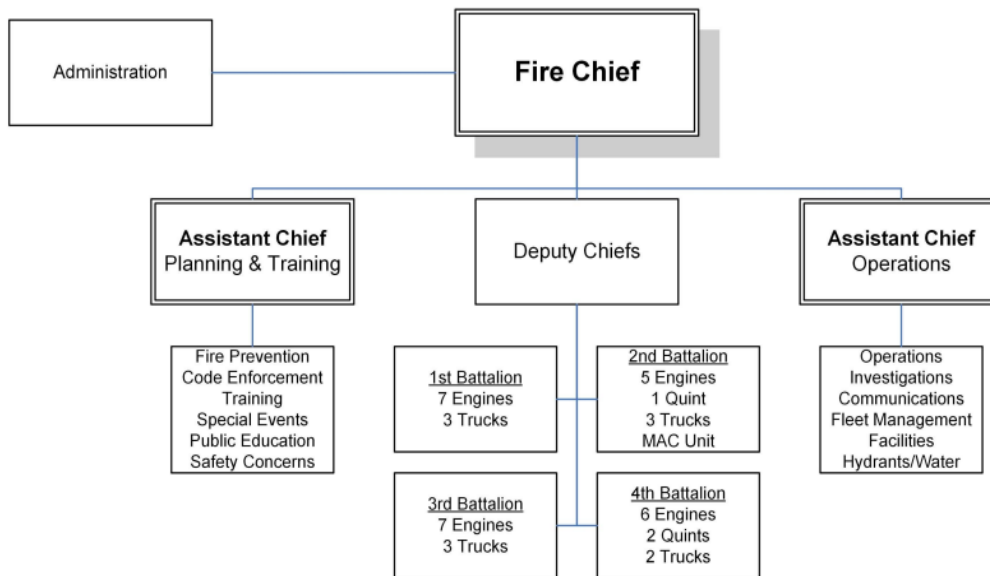 Administration
Fire Chief
Assistant Chief
Planning & Training
Deputy Chiefs
Assistant Chief
Operations
Fire Prevention
Code Enforcement
Training
Special Events
Public Education
Safety Concerns
1st Battalion
7 Engines
3 Trucks
2nd Battalion
5 Engines
1 Quint
3 Trucks
MAC Unit
Operations
Investigations
Communications
Fleet Management
Facilities
Hydrants/Water
3rd Battalion
7 Engines
3 Trucks
4th Battalion
6 Engines
2 Quints
2 Trucks